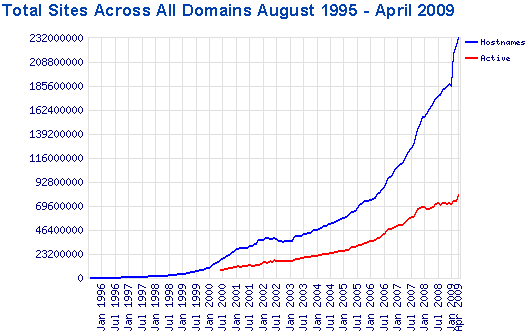 Total Sites Across All Domains August 1995 - April 2009
232000000
208800000
185600000
162400000
139200000
116000000
92800000
69600000
46400000
23200000
0
Hostnames
Active
Jan 1996
Jul 1996
Jan 1997
Jul 1997
Jan 1998
Jul 1998
Jan 1999
Jul 1999
Jan 2000
Jul 2000
Jan 2001
Jul 2001
Jan 2002
Jul 2002
Jan 2003
Jul 2003
Jan 2004
Jul 2004
Jan 2005
Jul 2005
Jan 2006
Jul 2006
Jan 2007
Jul 2007
Jan 2008
Jul 2008
Jan 2009
Apr 2009